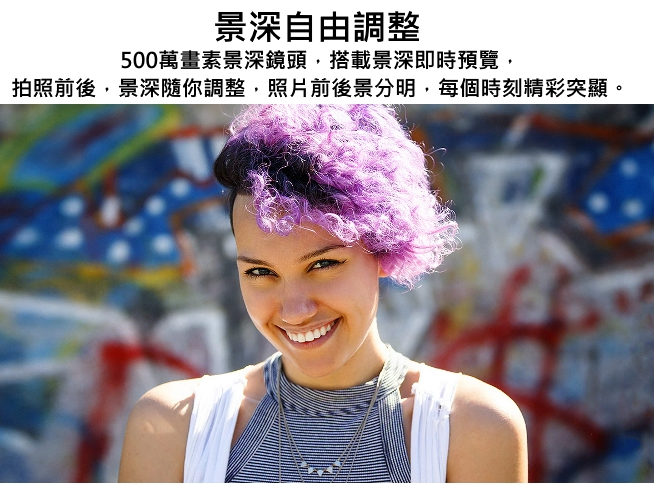 景深自由調整
500萬畫素景深鏡頭，搭載景深即時預覽，
拍照前後，景深隨你調整，照片前後景分明，每個時刻精彩突顯。